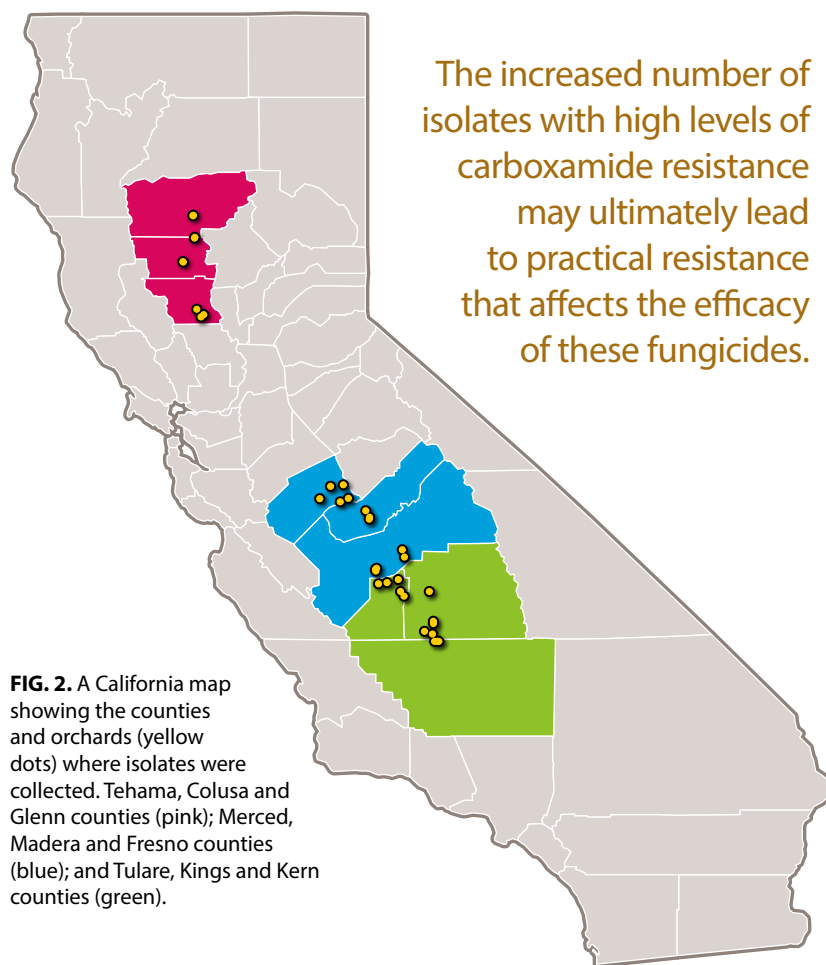 The increased number of
isolates with high levels of
carboxamide resistance
may ultimately lead
to practical resistance
that affects the efficacy
of these fungicides.
FIG. 2. A California map
showing the counties
and orchards (yellow
dots) where isolates were
collected. Tehama, Colusa and
Glenn counties (pink); Merced,
Madera and Fresno counties
(blue); and Tulare, Kings and Kern
counties (green).